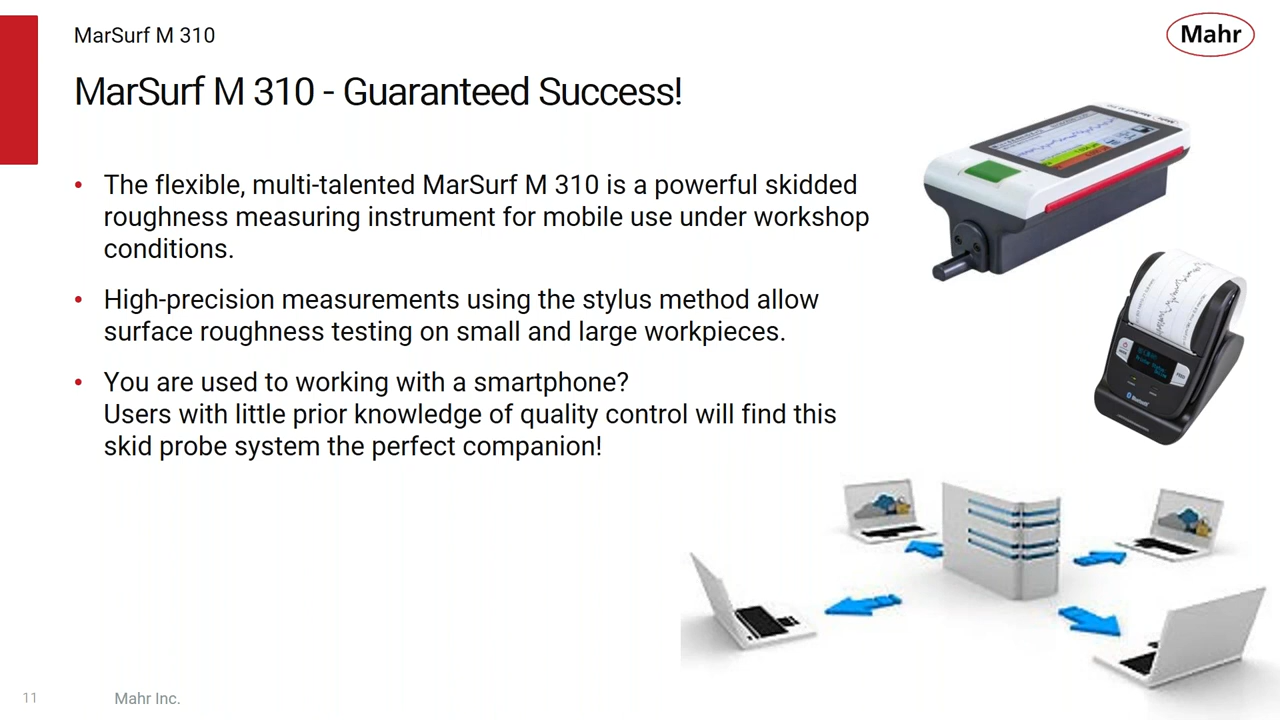 MarSurf M 310
Mahr
MarSurf M 310 - Guaranteed Success!
• The flexible, multi-talented MarSurf M 310 is a powerful skidded
roughness measuring instrument for mobile use under workshop
conditions.
• High-precision measurements using the stylus method allow
surface roughness testing on small and large workpieces.
• You are used to working with a smartphone?
Users with little prior knowledge of quality control will find this
skid probe system the perfect companion!
Bluetooth
11
Mahr Inc.